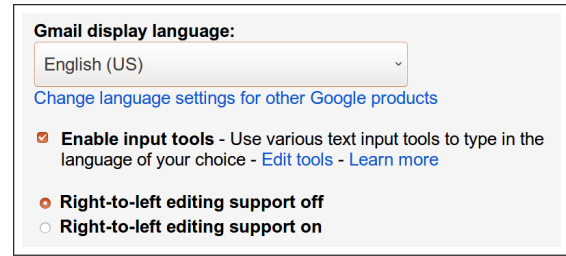 Gmail display language:
English (US)
Change language settings for other Google products
Enable input tools - Use various text input tools to type in the
language of your choice - Edit tools - Learn more
Right-to-left editing support off
Right-to-left editing support on